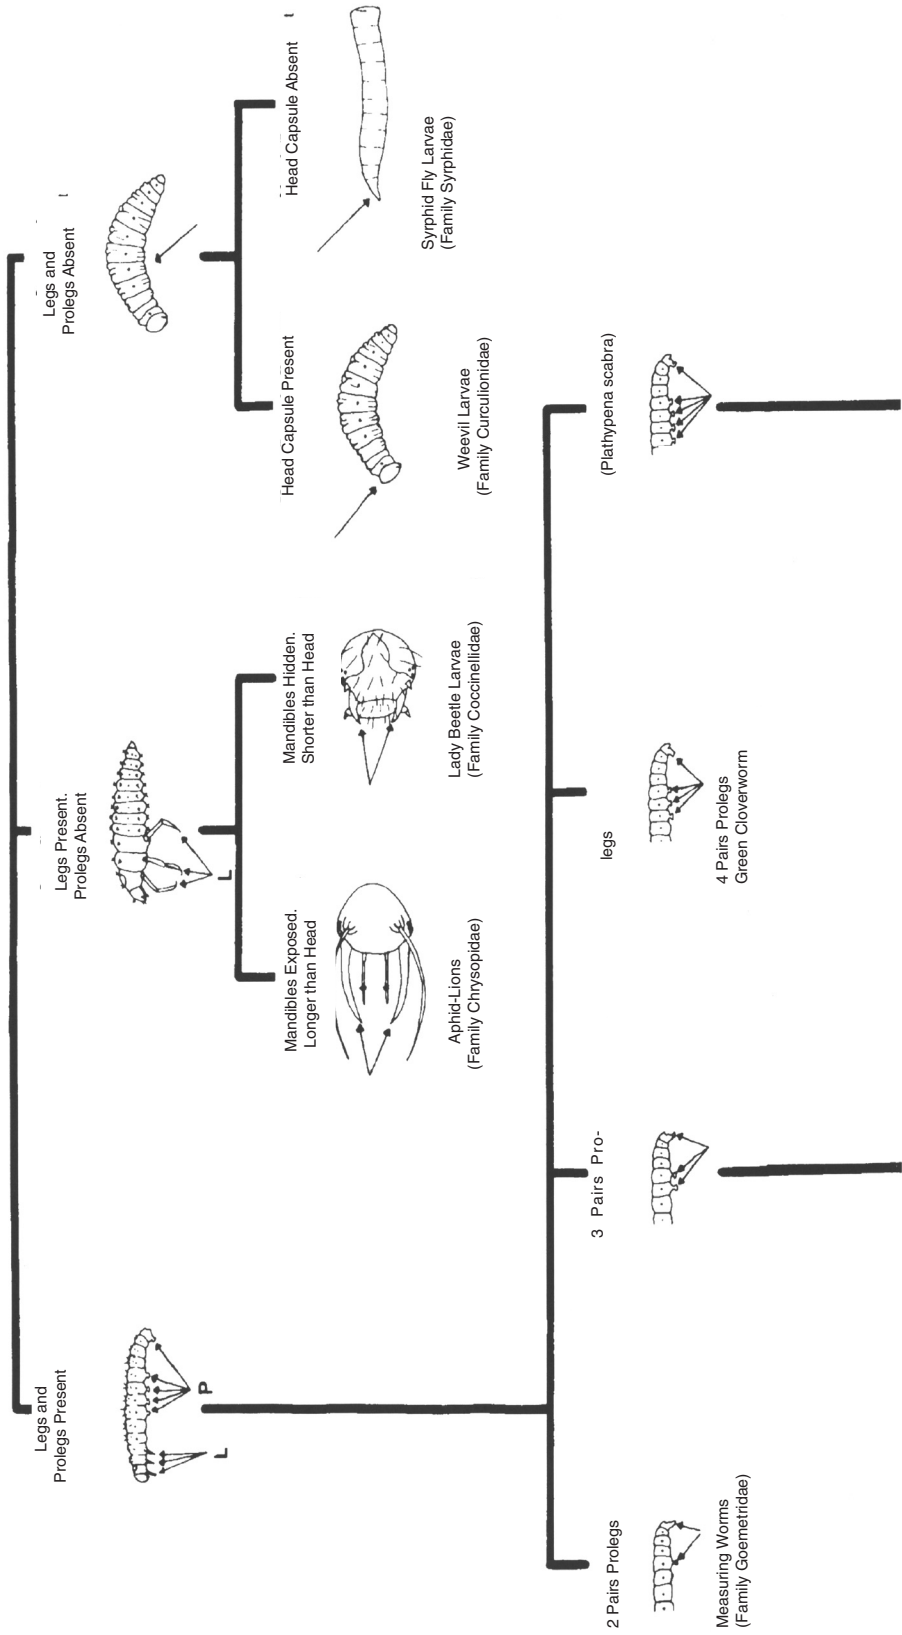 Legs and
Prolegs Present
P
L
Legs Present.
Prolegs Absent
L
Legs and
Prolegs Absent
Mandibles Exposed.
Longer than Head
Aphid-Lions
(Family Chrysopidae)
Mandibles Hidden.
Shorter than Head
Lady Beetle Larvae
(Family Coccinellidae)
Head Capsule Present
Weevil Larvae
(Family Curculionidae)
Head Capsule Absent
Syrphid Fly Larvae
(Family Syrphidae)
2 Pairs Prolegs
Measuring Worms
(Family Goemetridae)
3 Pairs Pro-
legs
4 Pairs Prolegs
Green Cloverworm
(Plathypena scabra)